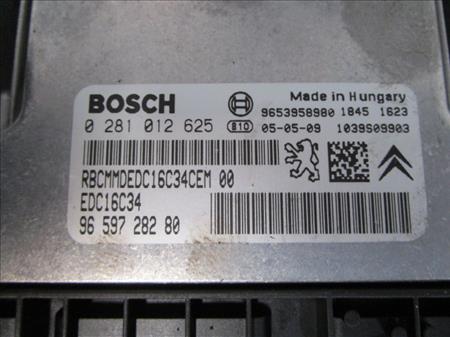 BOSCH
Made in Hungary
9653958980 1845 1623
0 281 012 625 810 05-05-09 1039S09903
RBCMMDEDC16C34CEM 00
EDC16C34
96 597 282 80